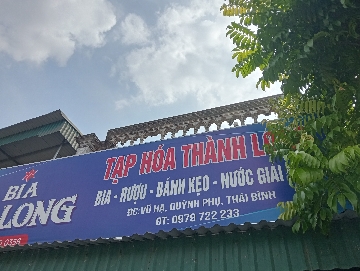 TẠP HÓA THÀNH
BIA - RƯỢU - BÁNH KẸO - NƯỚC GIẢI
ĐC: VŨ HẠ, QUỲNH PHỤ, THÁI BÌNH
ĐT: 0978 722 233
BIA
LONG